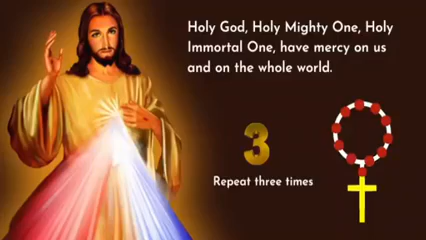 Holy God, Holy Mighty One, Holy
Immortal One, have mercy on us
and on the whole world.
3
Repeat three times